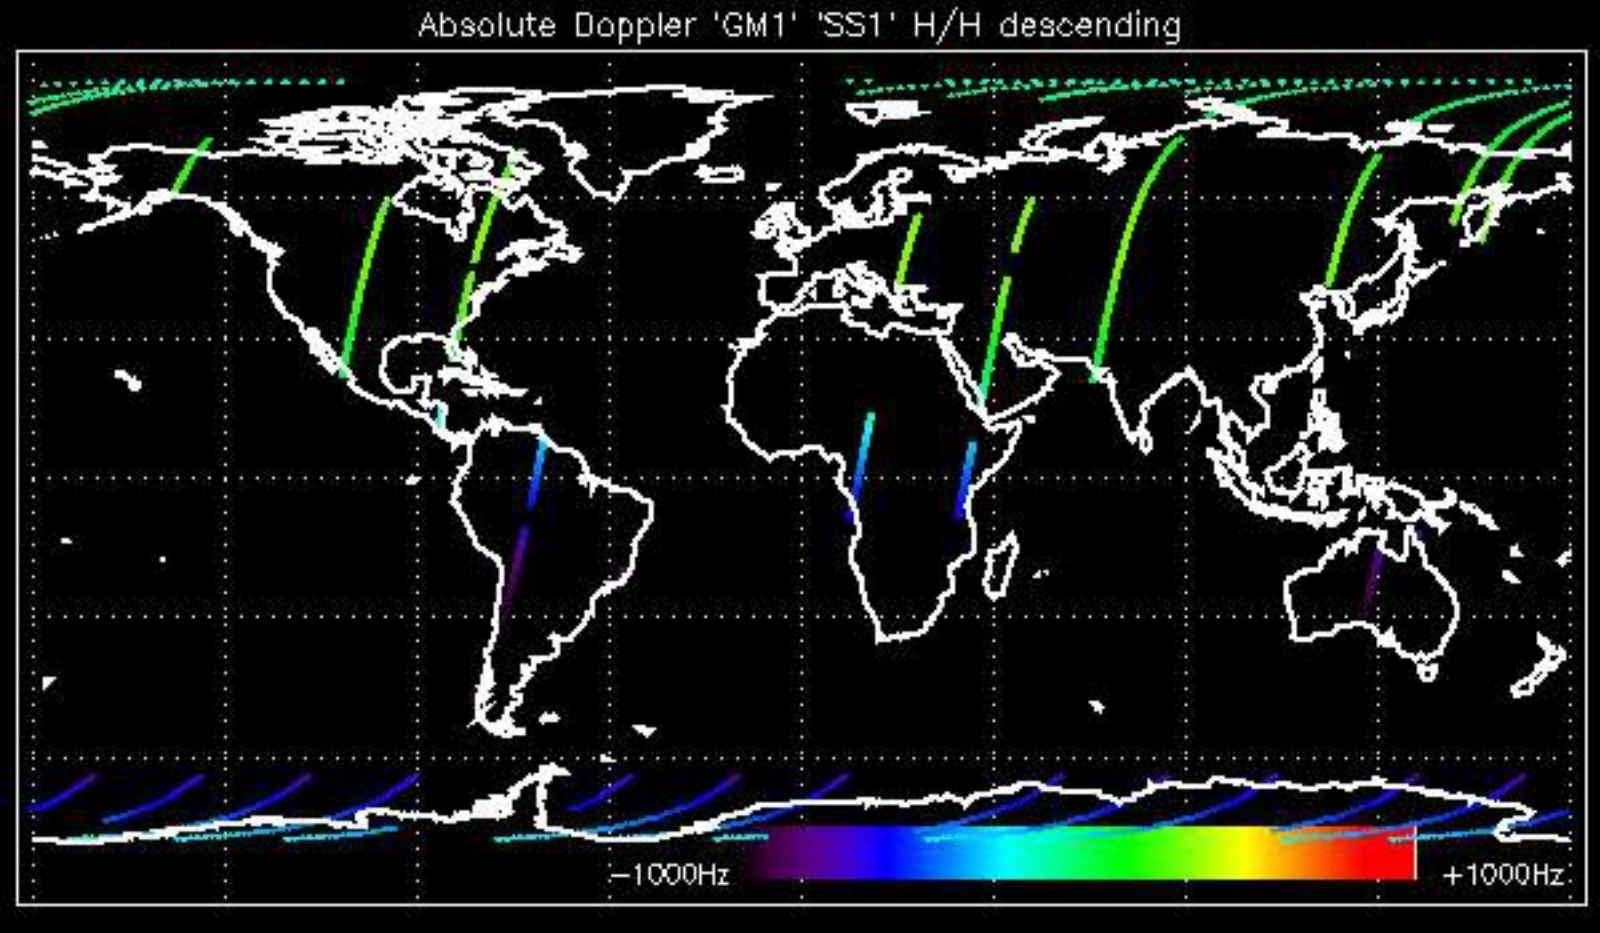 Absolute Doppler 'GM1' 'SS1' H/H descending
−1000Hz +1000Hz